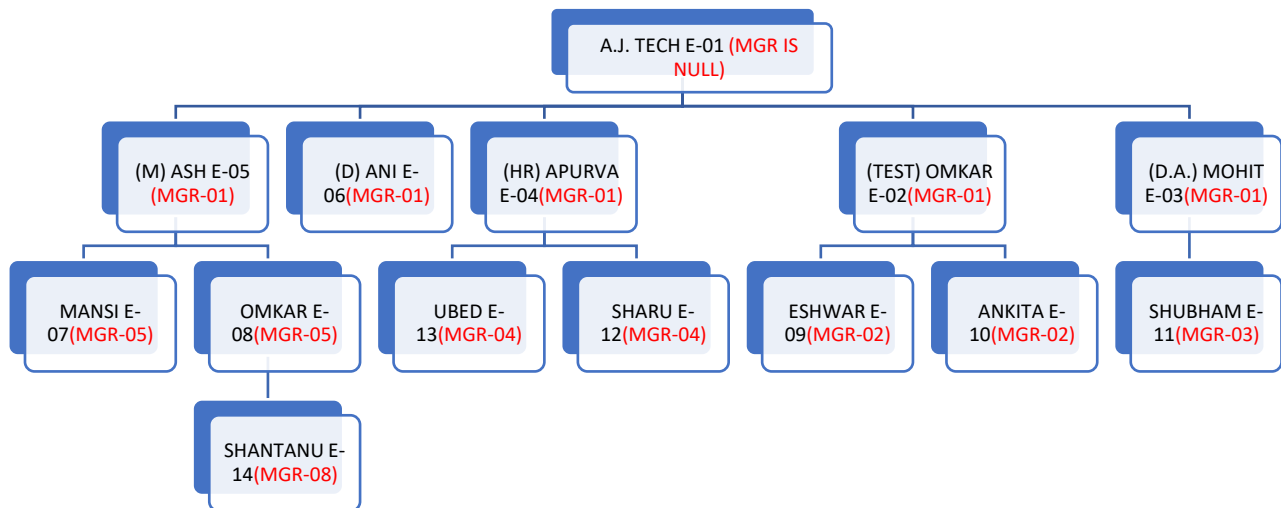 A.J. TECH E-01 (MGR IS
NULL)
(M) ASH E-05
(MGR-01)
(D) ANI E-
06(MGR-01)
(HR) APURVA
E-04(MGR-01)
(TEST) OMKAR
E-02(MGR-01)
(D.A.) MOHIT
E-03(MGR-01)
MANSI E-
07(MGR-05)
OMKAR E-
08(MGR-05)
UBED E-
13(MGR-04)
SHARU E-
12(MGR-04)
ESHWAR E-
09(MGR-02)
ANKITA E-
10(MGR-02)
SHUBHAM E-
11(MGR-03)
SHANTANU E-
14(MGR-08)